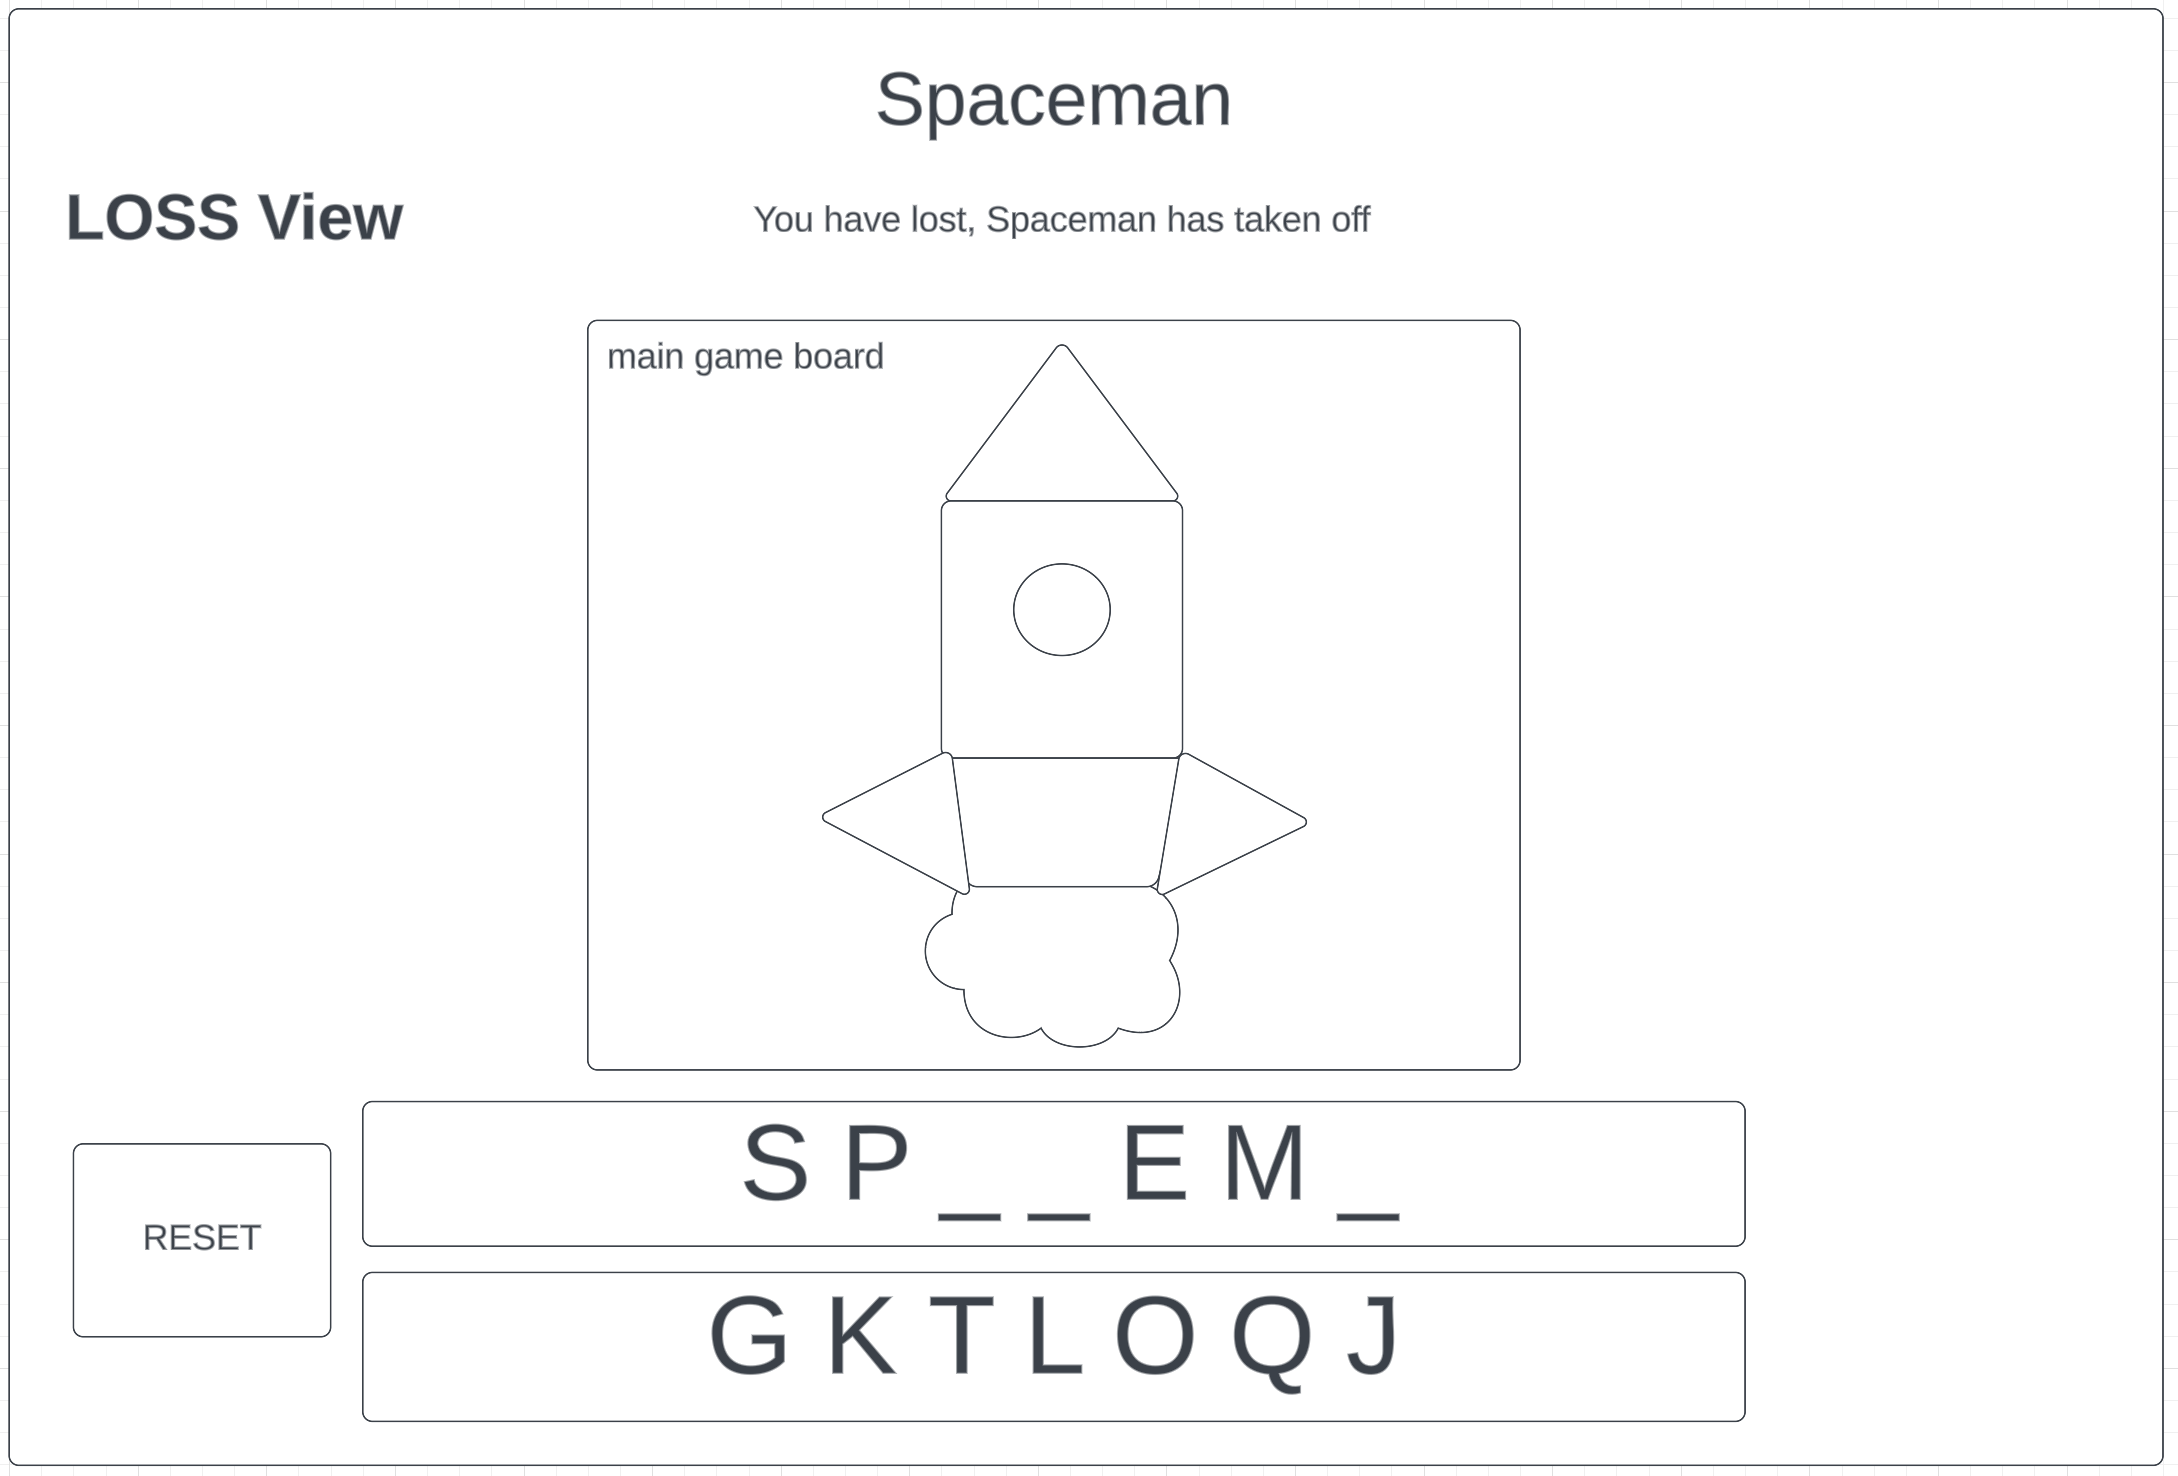 Spaceman
LOSS View
You have lost, Spaceman has taken off
main game board
S P _ _ E M _
RESET
G K T L O Q J